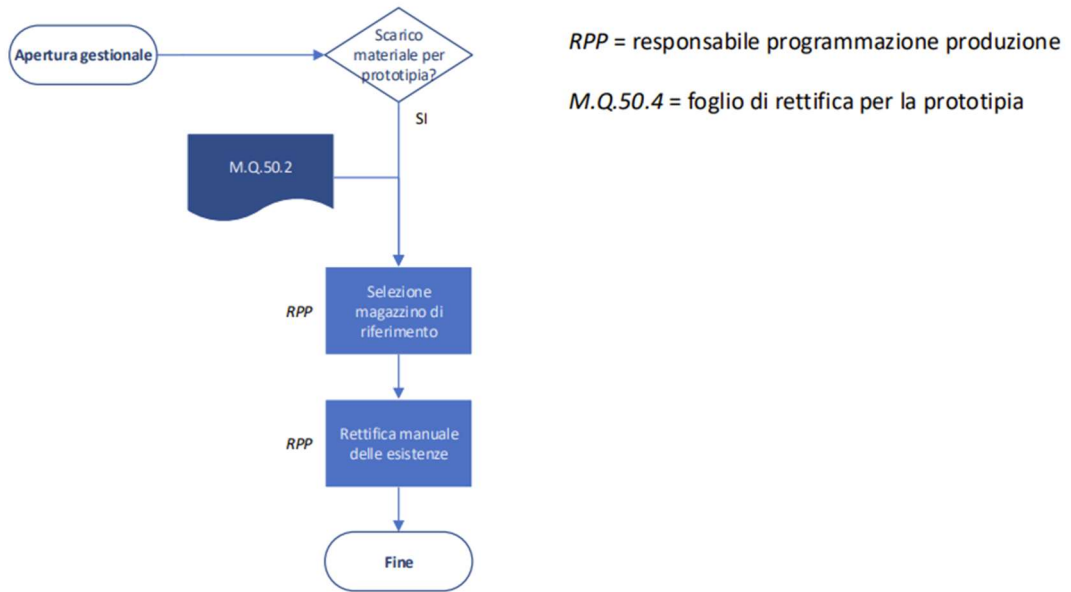 Apertura gestionale
Scarico
materiale per
prototipia?
RPP = responsabile programmazione produzione
M.Q.50.4 = foglio di rettifica per la prototipia
SI
M.Q.50.2
RPP
Selezione
magazzino di
riferimento
RPP
Rettifica manuale
delle esistenze
Fine